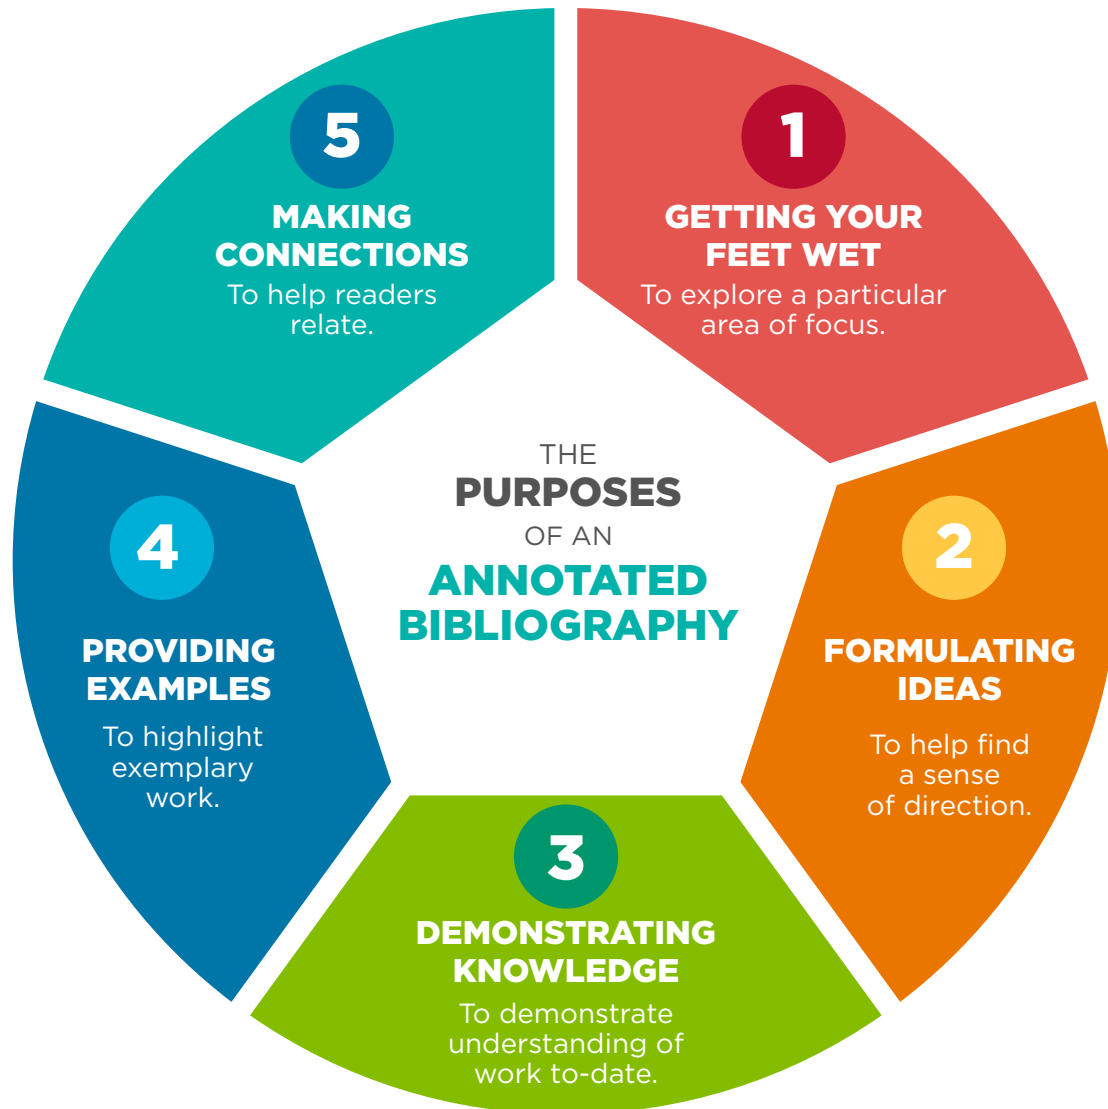 THE
PURPOSES
OF AN
ANNOTATED
BIBLIOGRAPHY
1
GETTING YOUR
FEET WET
To explore a particular
area of focus.
2
FORMULATING
IDEAS
To help find
a sense
of direction.
3
DEMONSTRATING
KNOWLEDGE
To demonstrate
understanding of
work to-date.
4
PROVIDING
EXAMPLES
To highlight
exemplary
work.
5
MAKING
CONNECTIONS
To help readers
relate.